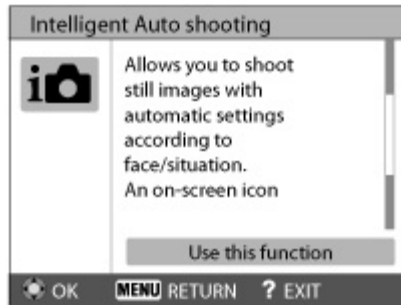 Intelligent Auto shooting
i
Allows you to shoot
still images with
automatic settings
according to
face/situation.
An on-screen icon
Use this function
OK MENU RETURN ? EXIT